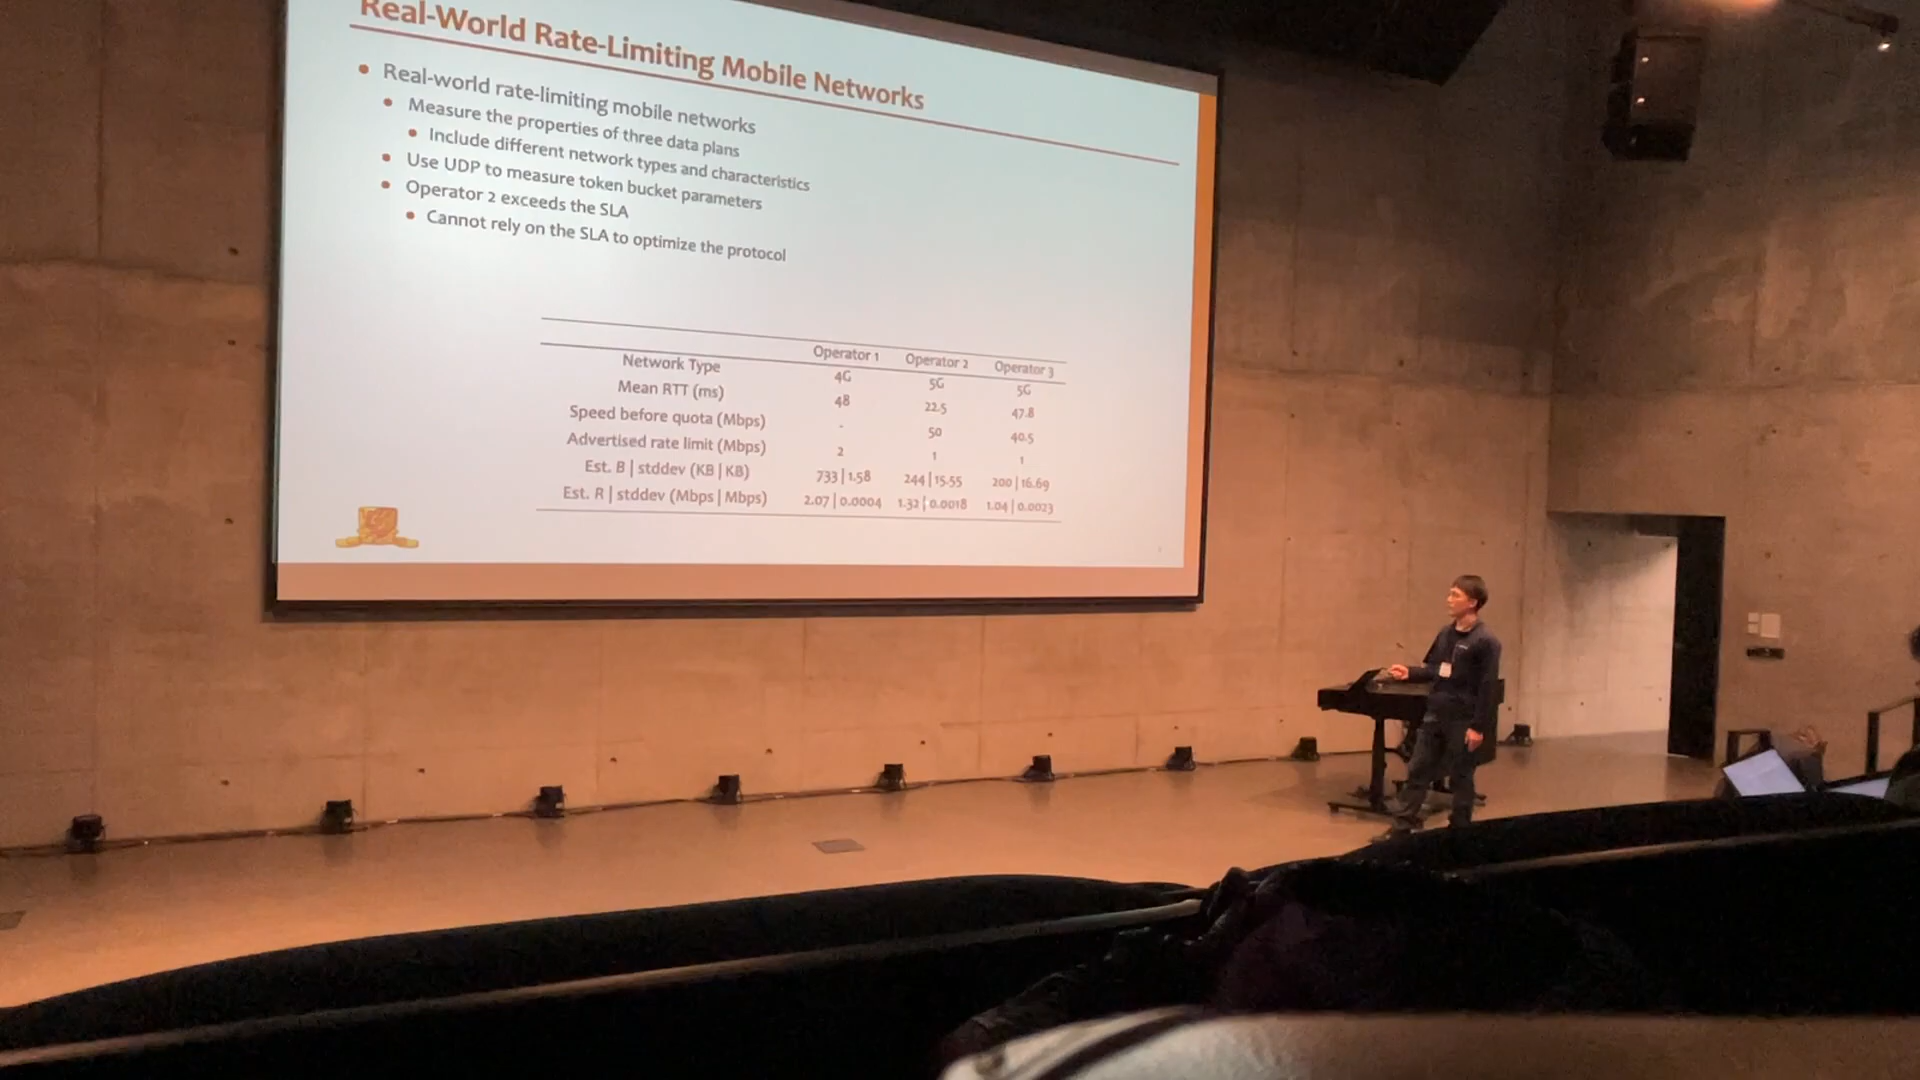 Real-World Rate-Limiting Mobile Networks
• Real-world rate-limiting mobile networks
• Measure the properties of three data plans
• Include different network types and characteristics
• Use UDP to measure token bucket parameters
• Operator 2 exceeds the SLA
• Cannot rely on the SLA to optimize the protocol
Operator 1 Operator 2 Operator 3
Network Type 4G 5G 5G
Mean RTT (ms) 48 22.5 47.8
Speed before quota (Mbps) - 50 40.5
Advertised rate limit (Mbps) 2 1 1
Est. B | stddev (KB | KB) 733 | 1.58 244 | 15.55 200 | 16.69
Est. R | stddev (Mbps | Mbps) 2.07 | 0.0004 1.32 | 0.0018 1.04 | 0.0023